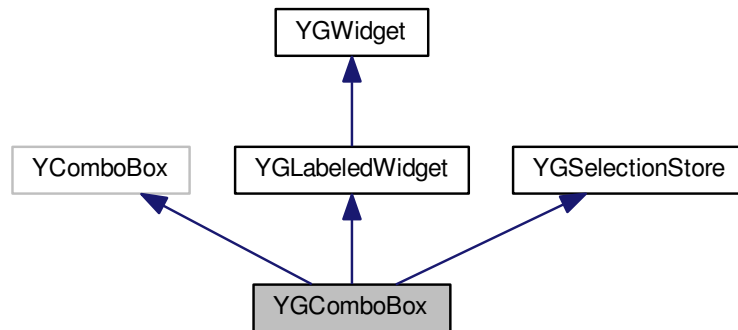 YGWidget
YComboBox
YGLabeledWidget
YGSelectionStore
YGComboBox